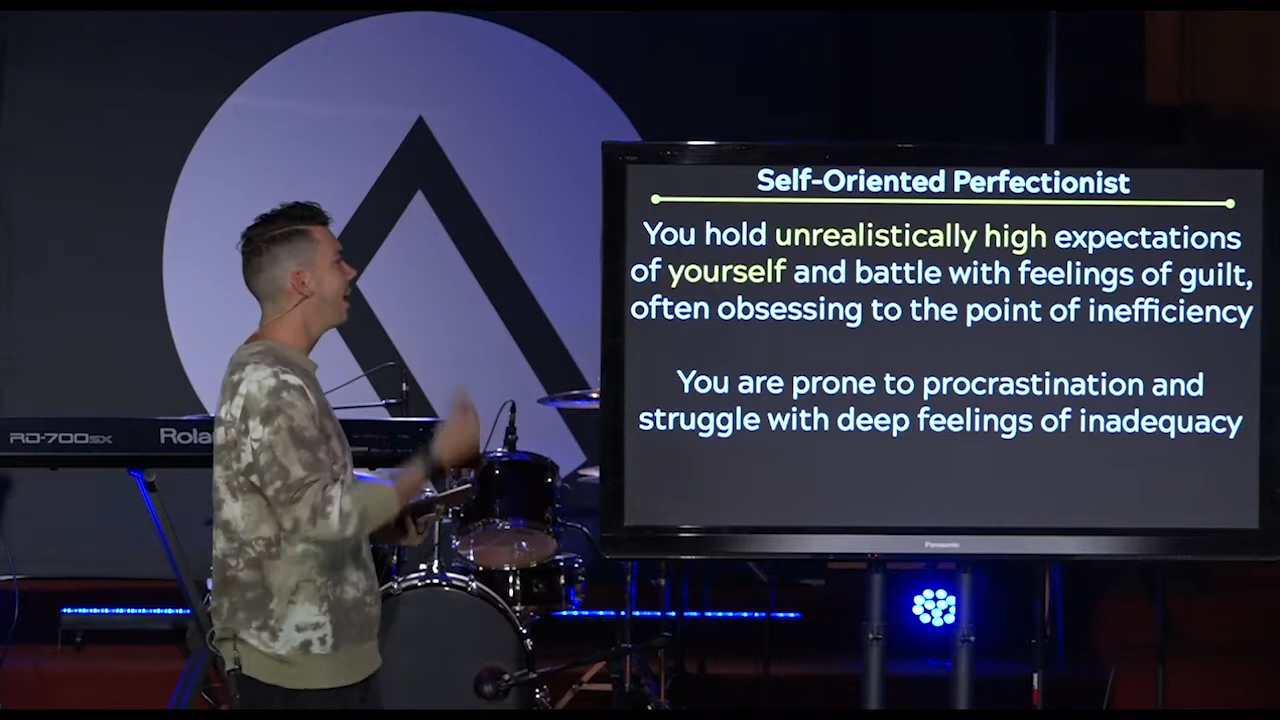 Self-Oriented Perfectionist
You hold unrealistically high expectations
of yourself and battle with feelings of guilt,
often obsessing to the point of inefficiency
You are prone to procrastination and
struggle with deep feelings of inadequacy
RD-700SX
Rola
Panasonic